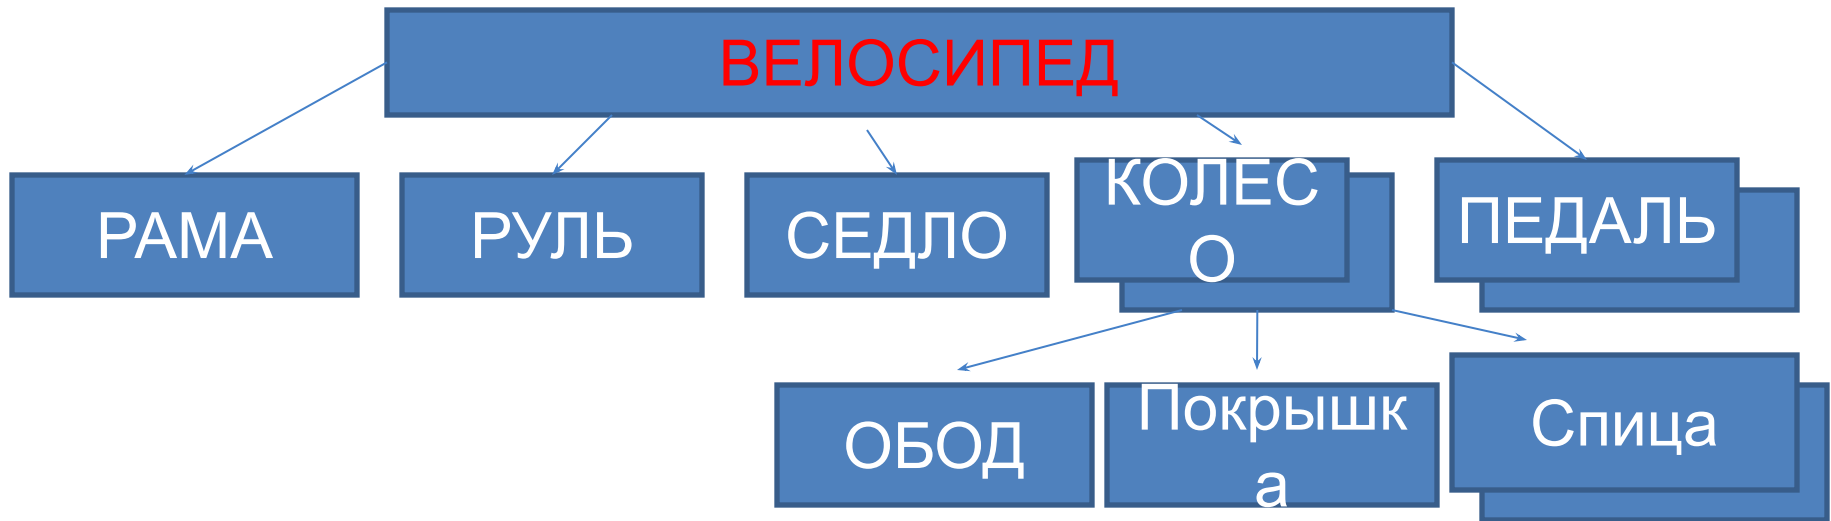 ВЕЛОСИПЕД
РАМА
РУЛЬ
СЕДЛО
КОЛЕС
О
ПЕДАЛЬ
ОБОД
Покрышк
а
Спица